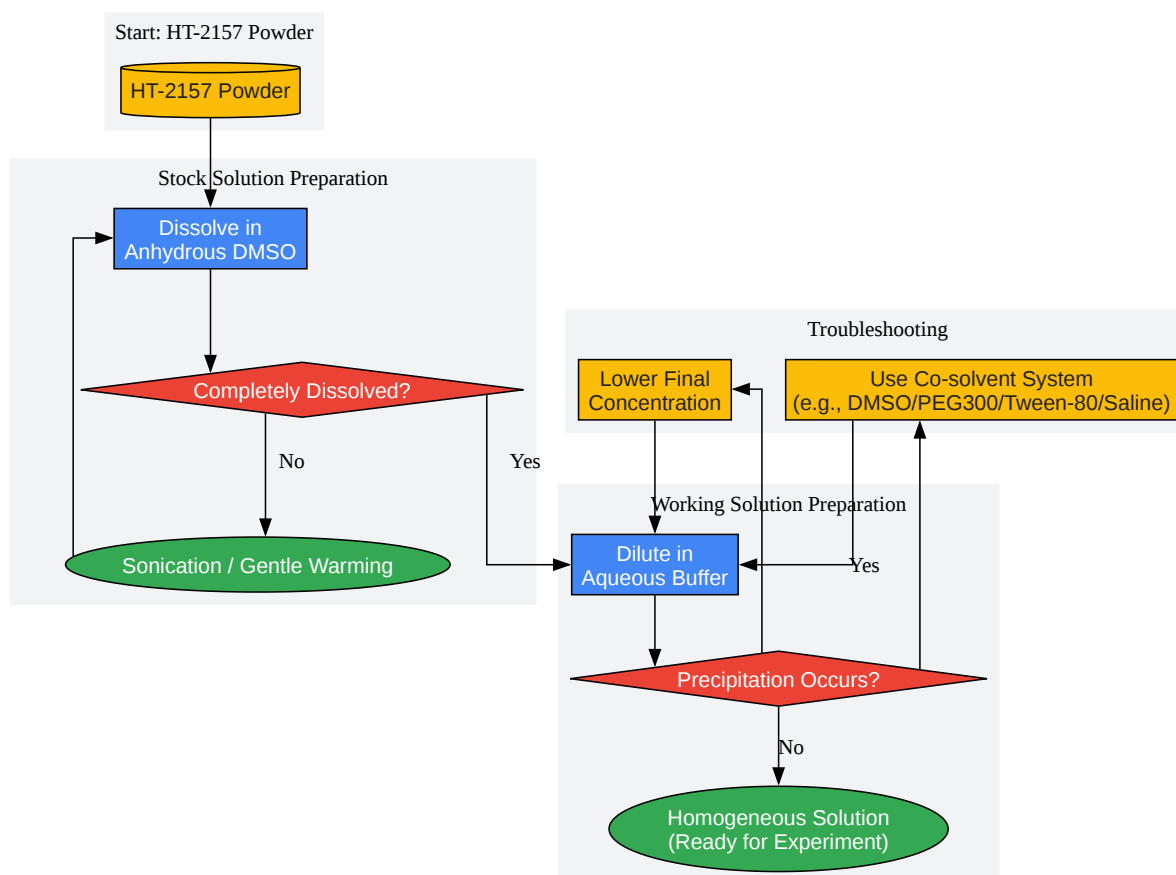 Start: HT-2157 Powder
HT-2157 Powder
Stock Solution Preparation
Dissolve in
Anhydrous DMSO
Completely Dissolved?
No
Yes
Sonication / Gentle Warming
Troubleshooting
Lower Final
Concentration
Use Co-solvent System
(e.g., DMSO/PEG300/Tween-80/Saline)
Working Solution Preparation
Dilute in
Aqueous Buffer
Yes
Precipitation Occurs?
No
Homogeneous Solution
(Ready for Experiment)